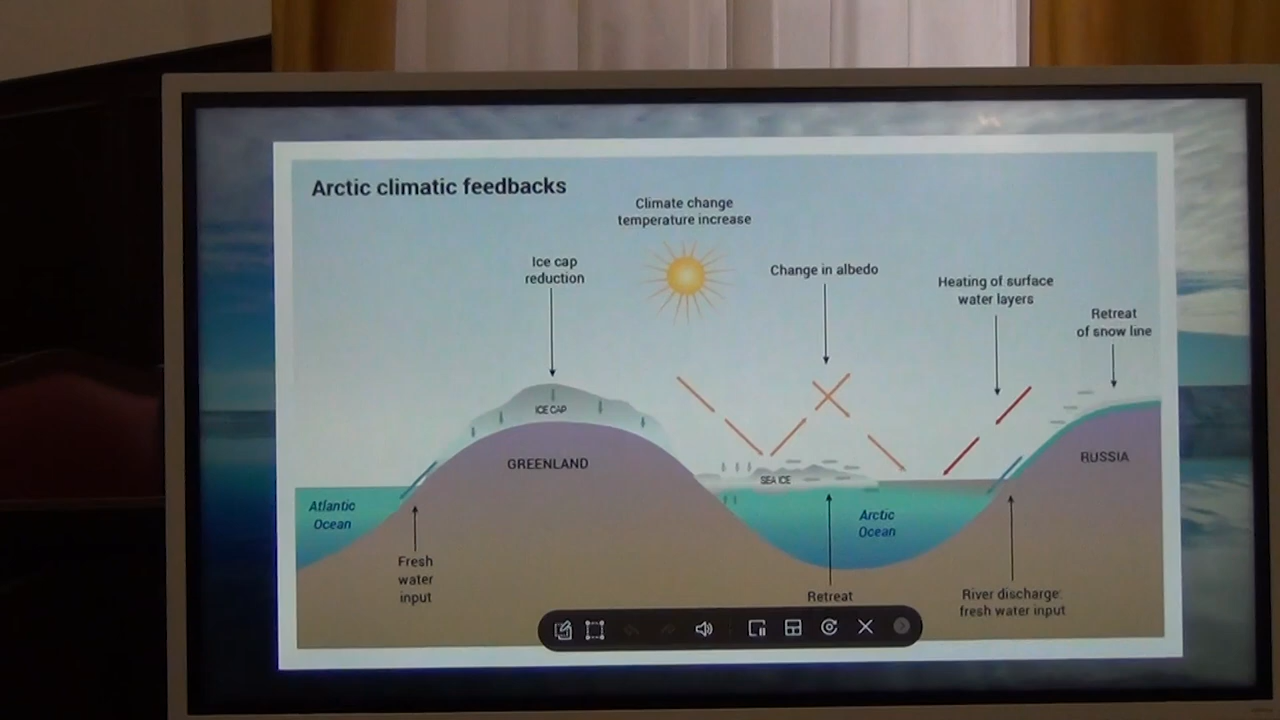 Arctic climatic feedbacks
Climate change
temperature increase
Ice cap
reduction
Change in albedo
Heating of surface
water layers
Retreat
of snow line
ICE CAP
GREENLAND
RUSSIA
SEA ICE
Atlantic
Ocean
Arctic
Ocean
Fresh
water
input
Retreat
River discharge:
fresh water input